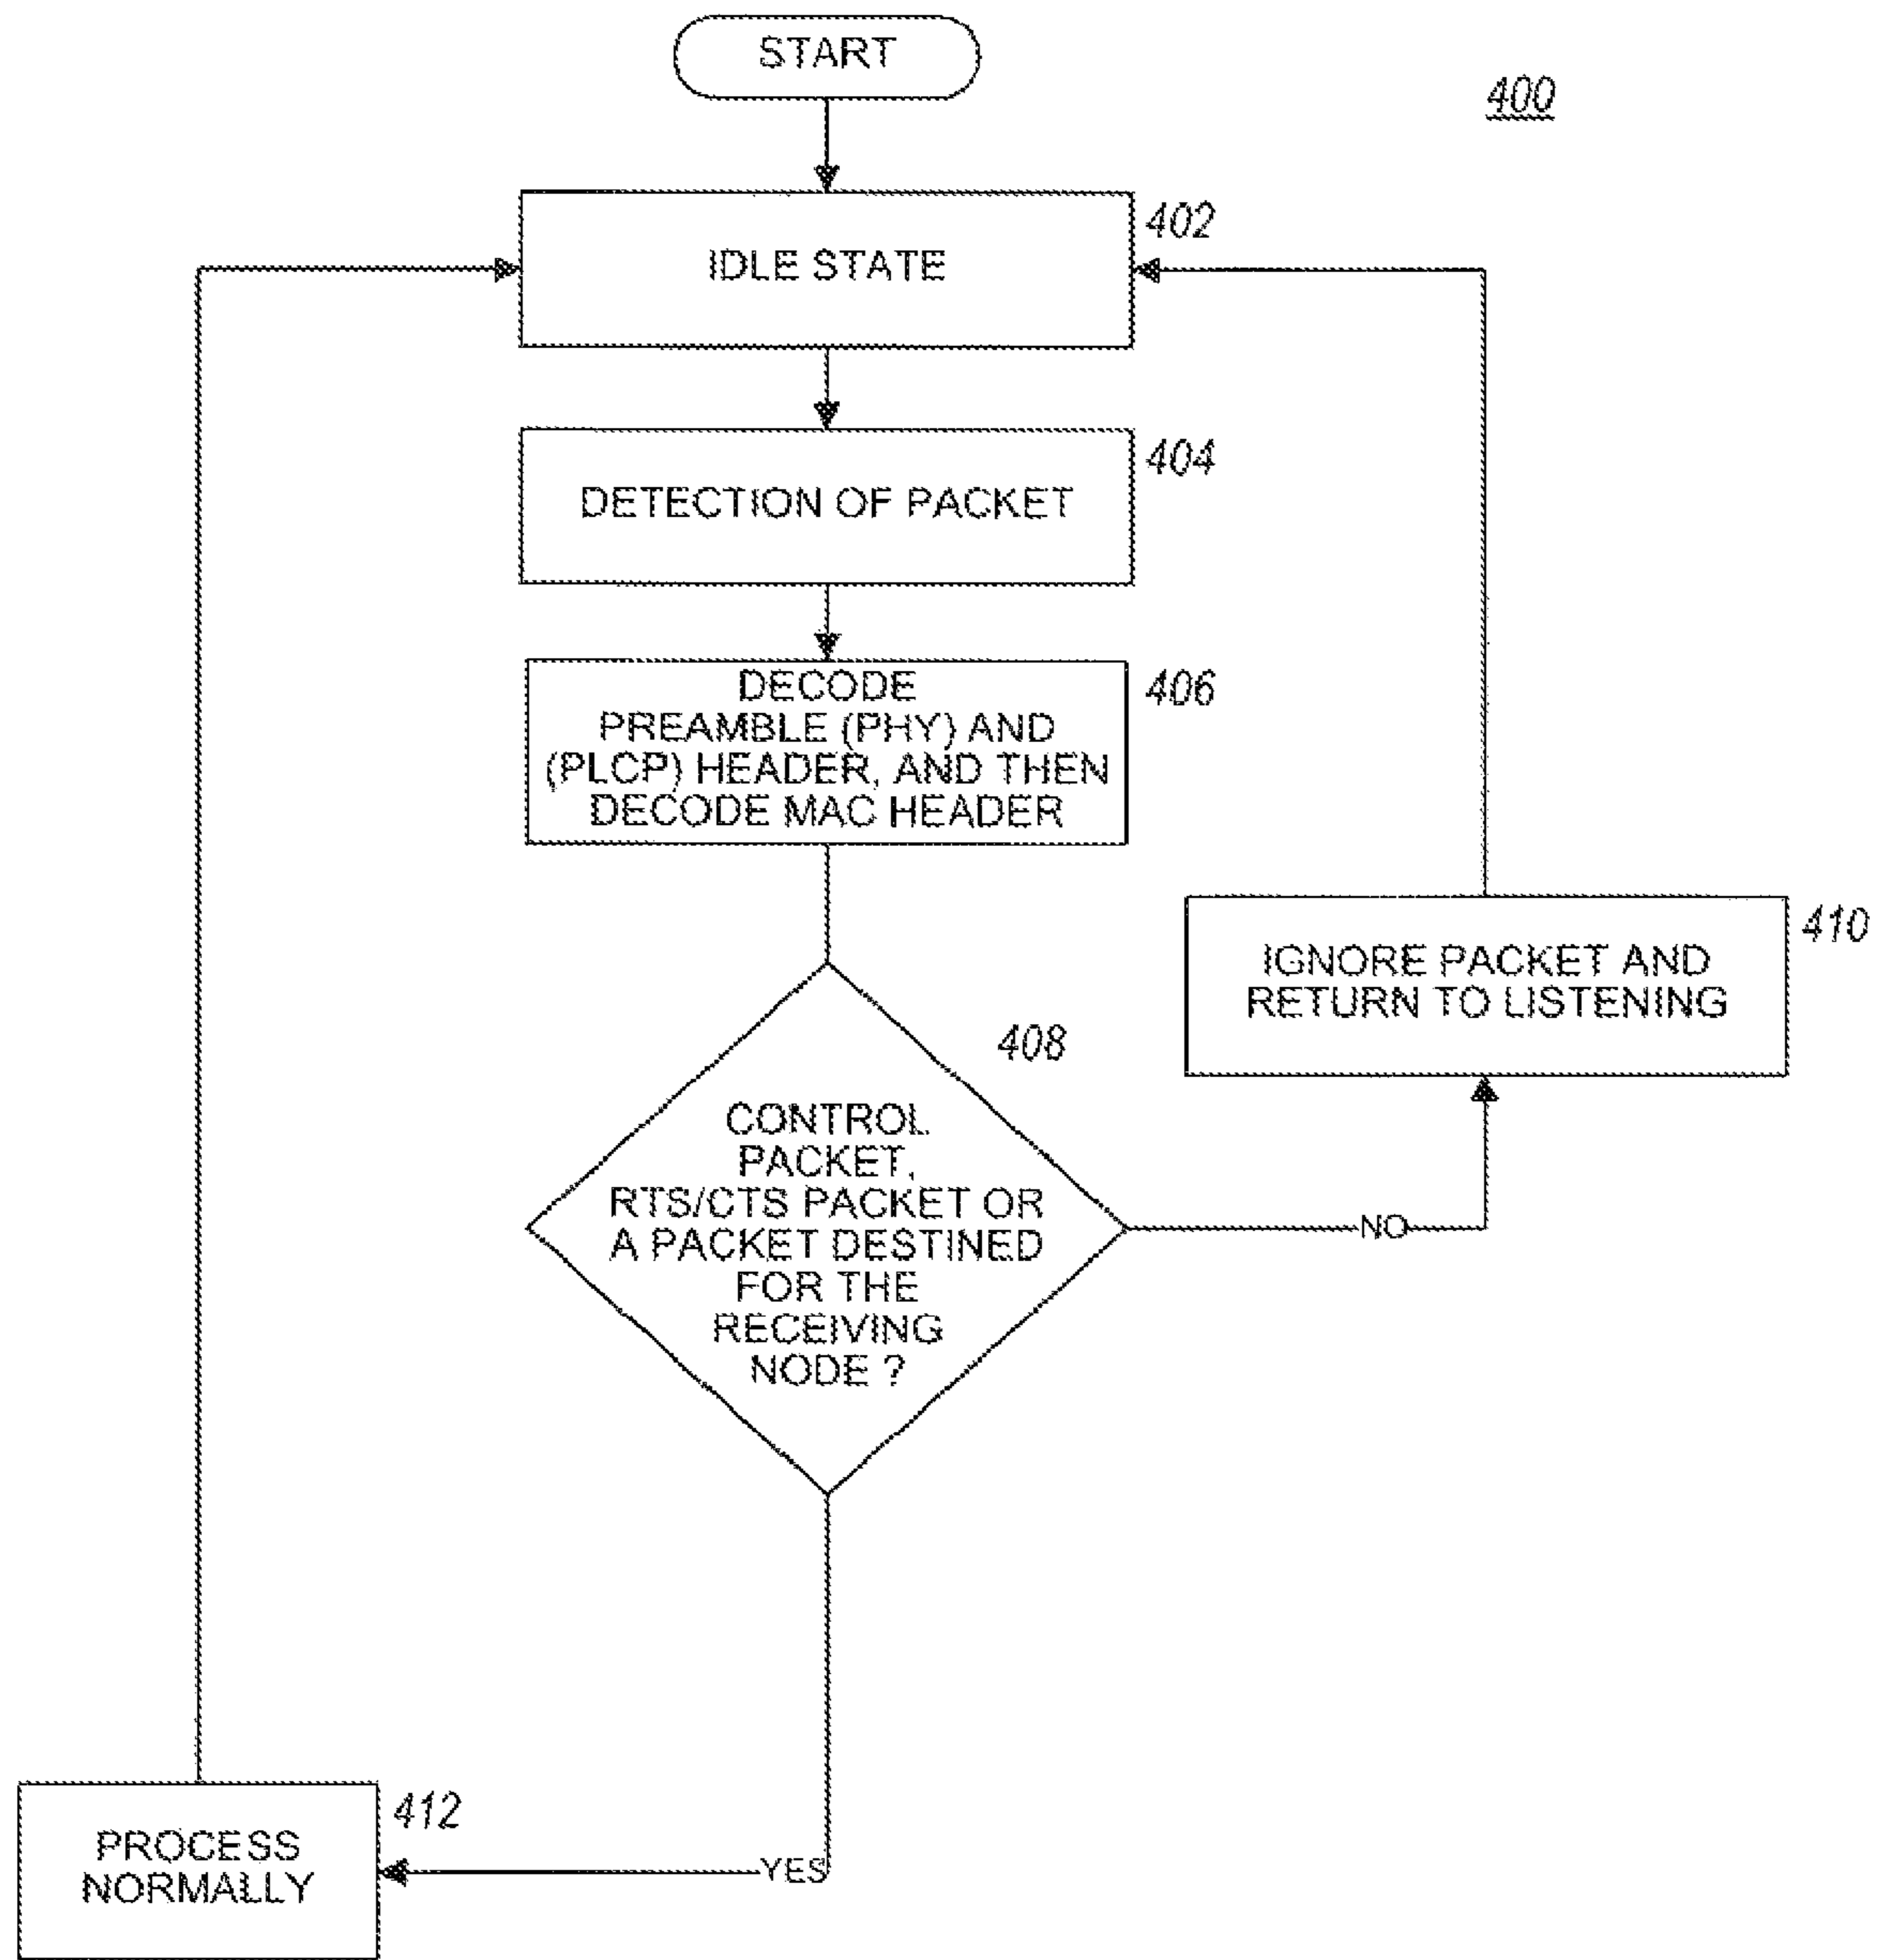 START
400
402
IDLE STATE
404
DETECTION OF PACKET
406
DECODE
PREAMBLE (PHY) AND
(PLCP) HEADER, AND THEN
DECODE MAC HEADER
410
IGNORE PACKET AND
RETURN TO LISTENING
408
CONTROL
PACKET,
RTS/CTS PACKET OR
A PACKET DESTINED
FOR THE
RECEIVING
NODE ?
NO
412
PROCESS
NORMALLY
YES